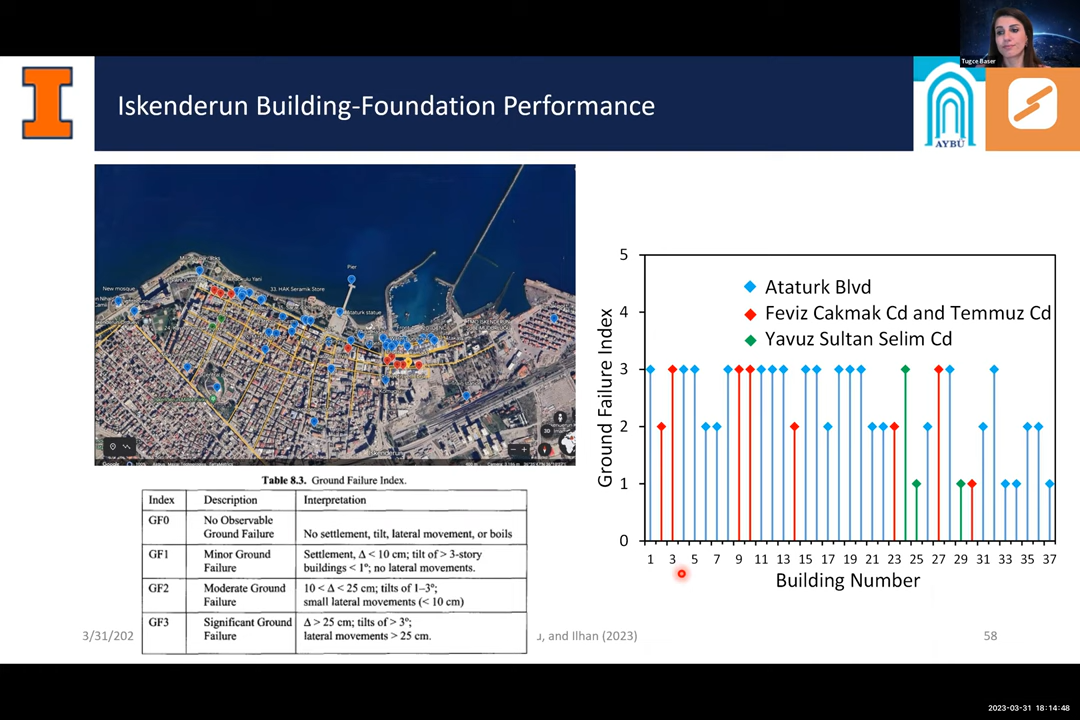 Tugce Baser
Iskenderun Building-Foundation Performance
AYBÜ
New mosque
Pier
33. HAK Seramik Store
Ataturk statue
Google
Table 8.3. Ground Failure Index.
Index Description Interpretation
GF0 No Observable
Ground Failure No settlement, tilt, lateral movement, or boils
GF1 Minor Ground Settlement, Δ < 10 cm; tilt of > 3-story
Failure buildings < 1°; no lateral movements.
GF2 Moderate Ground 10 < Δ < 25 cm; tilts of 1–3°;
Failure small lateral movements (< 10 cm)
GF3 Significant Ground Δ > 25 cm; tilts of > 3°;
Failure lateral movements > 25 cm.
Ground Failure Index
5
4
3
2
1
0
Ataturk Blvd
Feviz Cakmak Cd and Temmuz Cd
Yavuz Sultan Selim Cd
1 3 5 7 9 11 13 15 17 19 21 23 25 27 29 31 33 35 37
Building Number
3/31/202
u, and Ilhan (2023)
58
2023-03-31 18:14:48